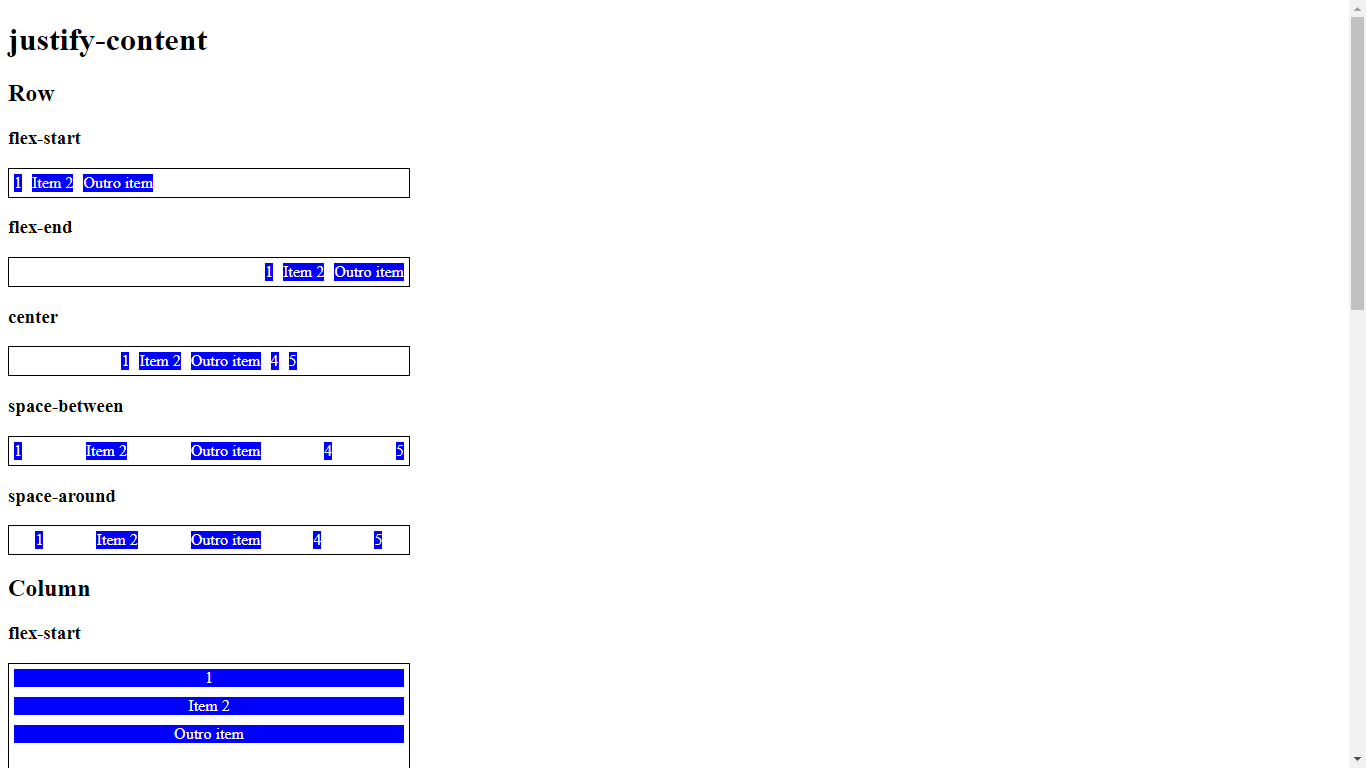 justify-content
Row
flex-start
1 Item 2 Outro item
flex-end
1 Item 2 Outro item
center
1 Item 2 Outro item 4 5
space-between
1 Item 2 Outro item 4 5
space-around
1 Item 2 Outro item 4 5
Column
flex-start
1
Item 2
Outro item